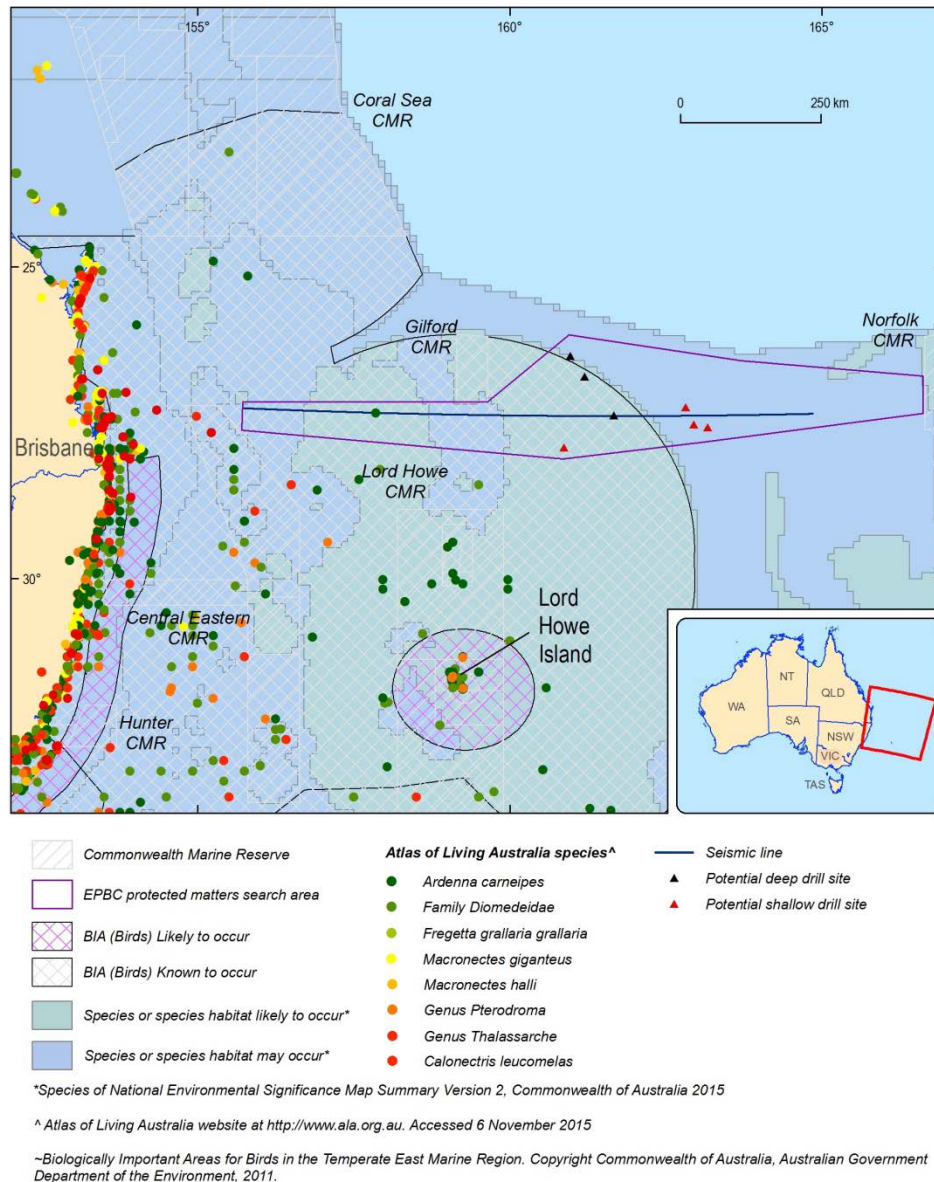 155°
160°
165°
Coral Sea
CMR
0
250 km
25°
Gilford
CMR
Norfolk
CMR
Brisbane
Lord Howe
CMR
30°
Central Eastern
CMR
Lord
Howe
Island
Hunter
CMR
NT
QLD
WA
SA
NSW
VIC
TAS
Commonwealth Marine Reserve
EPBC protected matters search area
BIA (Birds) Likely to occur
BIA (Birds) Known to occur
Species or species habitat likely to occur*
Species or species habitat may occur*
Atlas of Living Australia species^
Ardenna carneipes
Family Diomedeidae
Fregetta grallaria grallaria
Macronectes giganteus
Macronectes halli
Genus Pterodroma
Genus Thalassarche
Calonectris leucomelas
Seismic line
Potential deep drill site
Potential shallow drill site
*Species of National Environmental Significance Map Summary Version 2, Commonwealth of Australia 2015
^ Atlas of Living Australia website at http://www.ala.org.au. Accessed 6 November 2015
~Biologically Important Areas for Birds in the Temperate East Marine Region. Copyright Commonwealth of Australia, Australian Government
Department of the Environment, 2011.